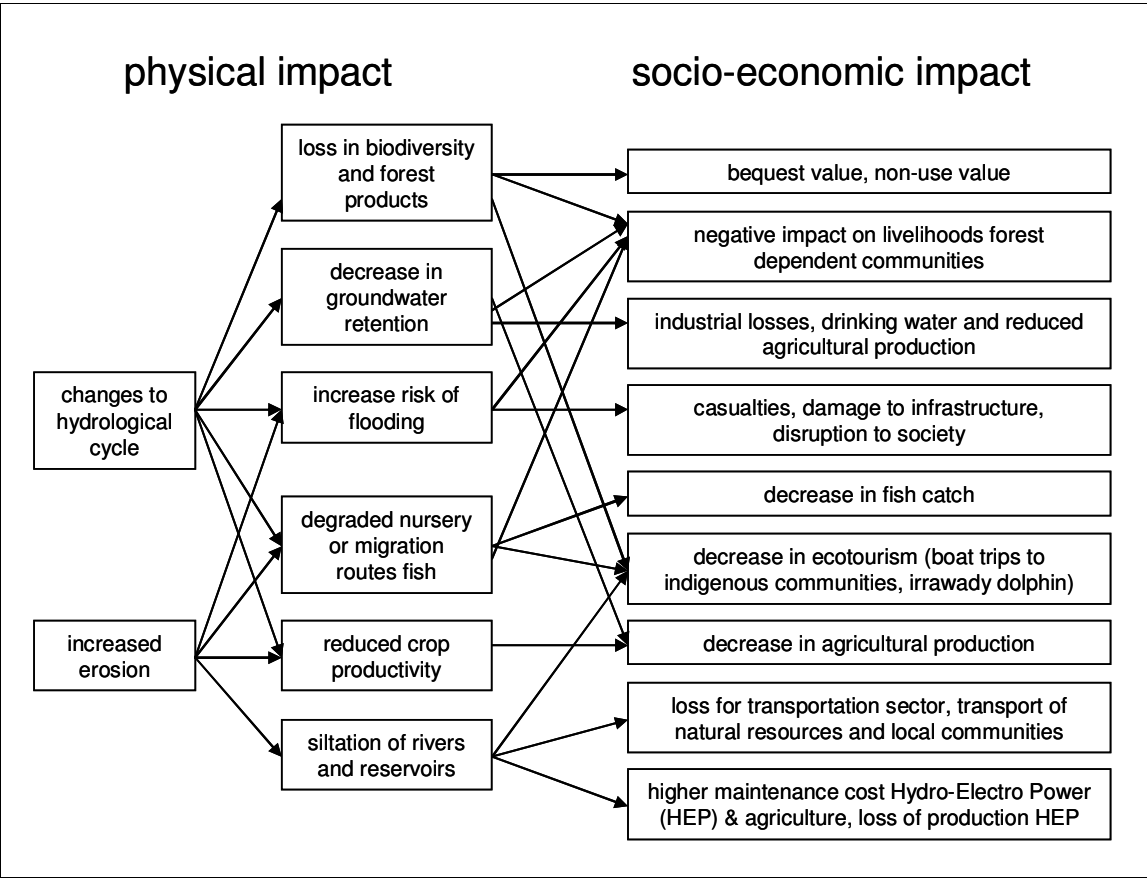 physical impact
socio-economic impact
changes to
hydrological
cycle
increased
erosion
loss in biodiversity
and forest
products
decrease in
groundwater
retention
increase risk of
flooding
degraded nursery
or migration
routes fish
reduced crop
productivity
siltation of rivers
and reservoirs
bequest value, non-use value
negative impact on livelihoods forest
dependent communities
industrial losses, drinking water and reduced
agricultural production
casualties, damage to infrastructure,
disruption to society
decrease in fish catch
decrease in ecotourism (boat trips to
indigenous communities, irrawady dolphin)
decrease in agricultural production
loss for transportation sector, transport of
natural resources and local communities
higher maintenance cost Hydro-Electro Power
(HEP) & agriculture, loss of production HEP